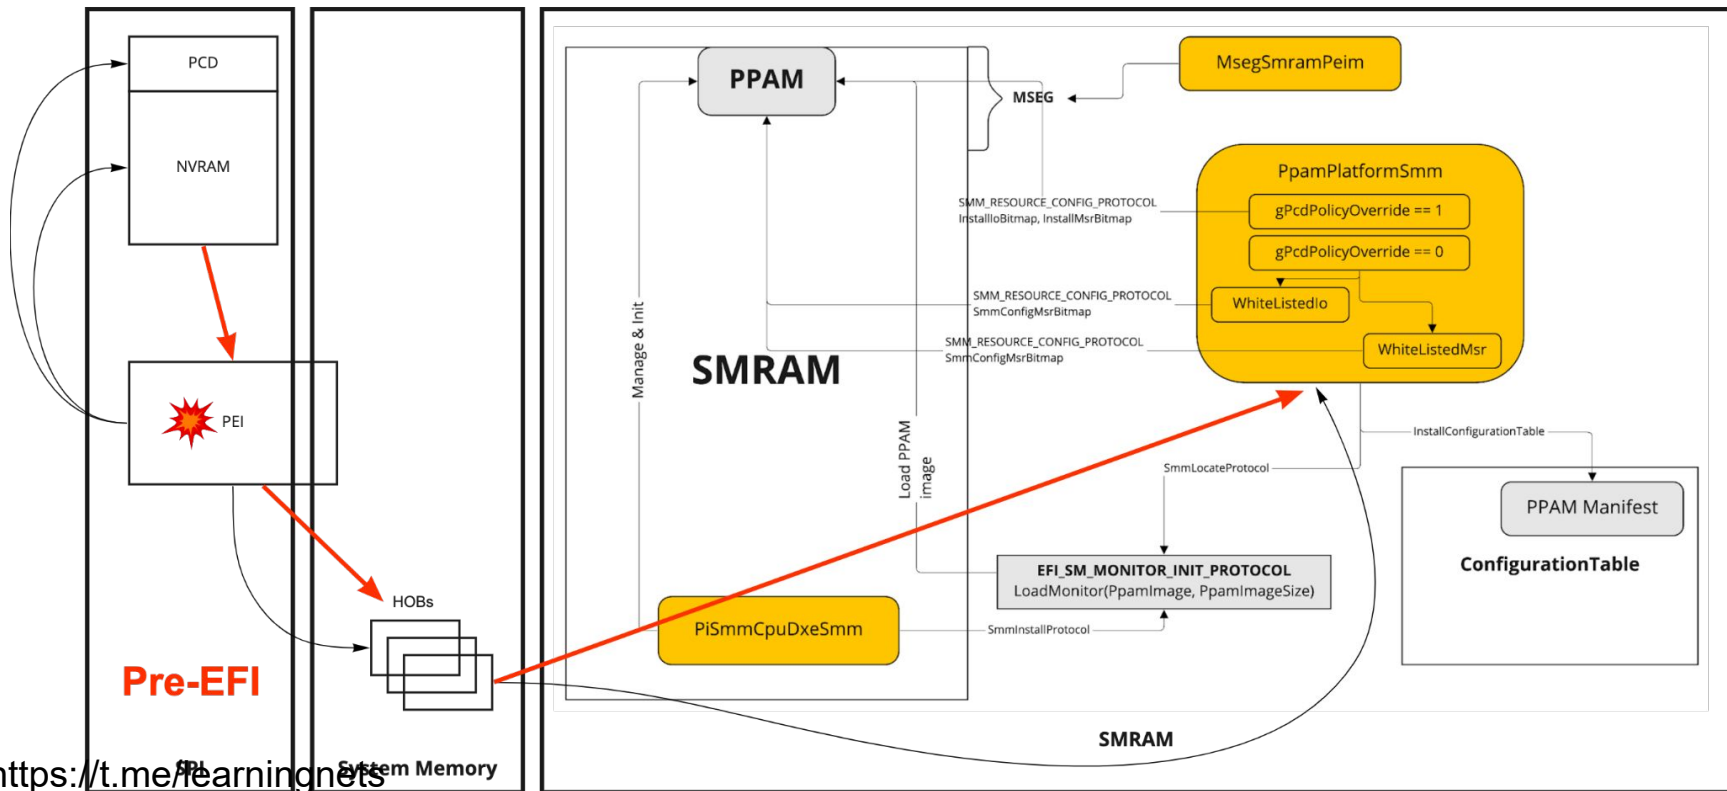 PCD
NVRAM
PEI
Pre-EFI
SPI
HOBs
System Memory
https://t.me/learningnets
PPAM
MSEG
MsegSmramPeim
PpamPlatformSmm
gPcdPolicyOverride == 1
gPcdPolicyOverride == 0
WhiteListedIo
WhiteListedMsr
SMM_RESOURCE_CONFIG_PROTOCOL
InstallIoBitmap, InstallMsrBitmap
SMM_RESOURCE_CONFIG_PROTOCOL
SmmConfigMsrBitmap
SMM_RESOURCE_CONFIG_PROTOCOL
SmmConfigMsrBitmap
Manage & Init
SMRAM
Load PPAM
image
InstallConfigurationTable
SmmLocateProtocol
PPAM Manifest
ConfigurationTable
EFI_SM_MONITOR_INIT_PROTOCOL
LoadMonitor(PpamImage, PpamImageSize)
PiSmmCpuDxeSmm
SmmInstallProtocol
SMRAM